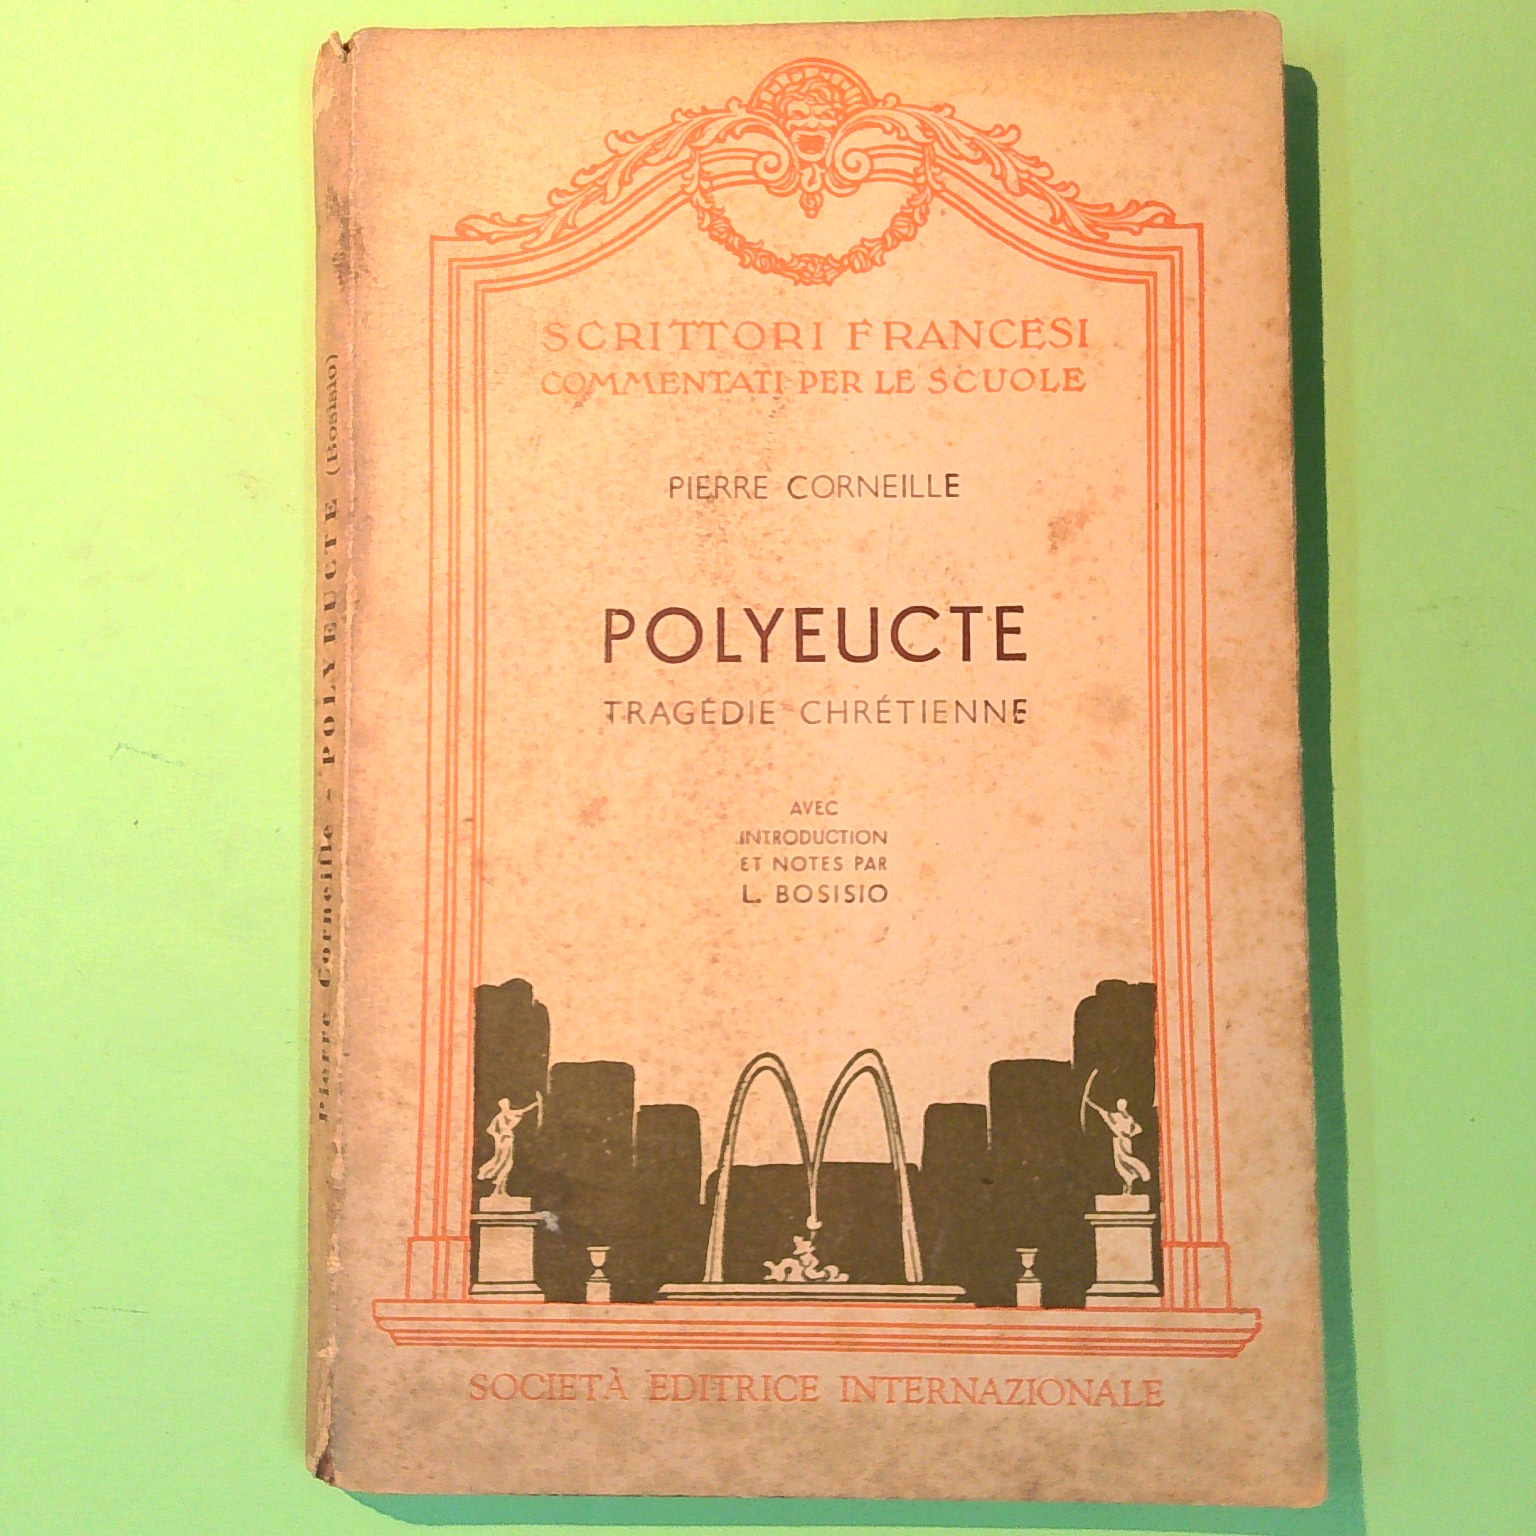 SCRITTORI FRANCESI
COMMENTATI PER LE SCUOLE
PIERRE CORNEILLE
POLYEUCTE
TRAGÉDIE CHRÉTIENNE
AVEC
INTRODUCTION
ET NOTES PAR
L. BOSISIO
SOCIETÀ EDITRICE INTERNAZIONALE
Pierre Corneille - POLYEUCTE (Bosisio)